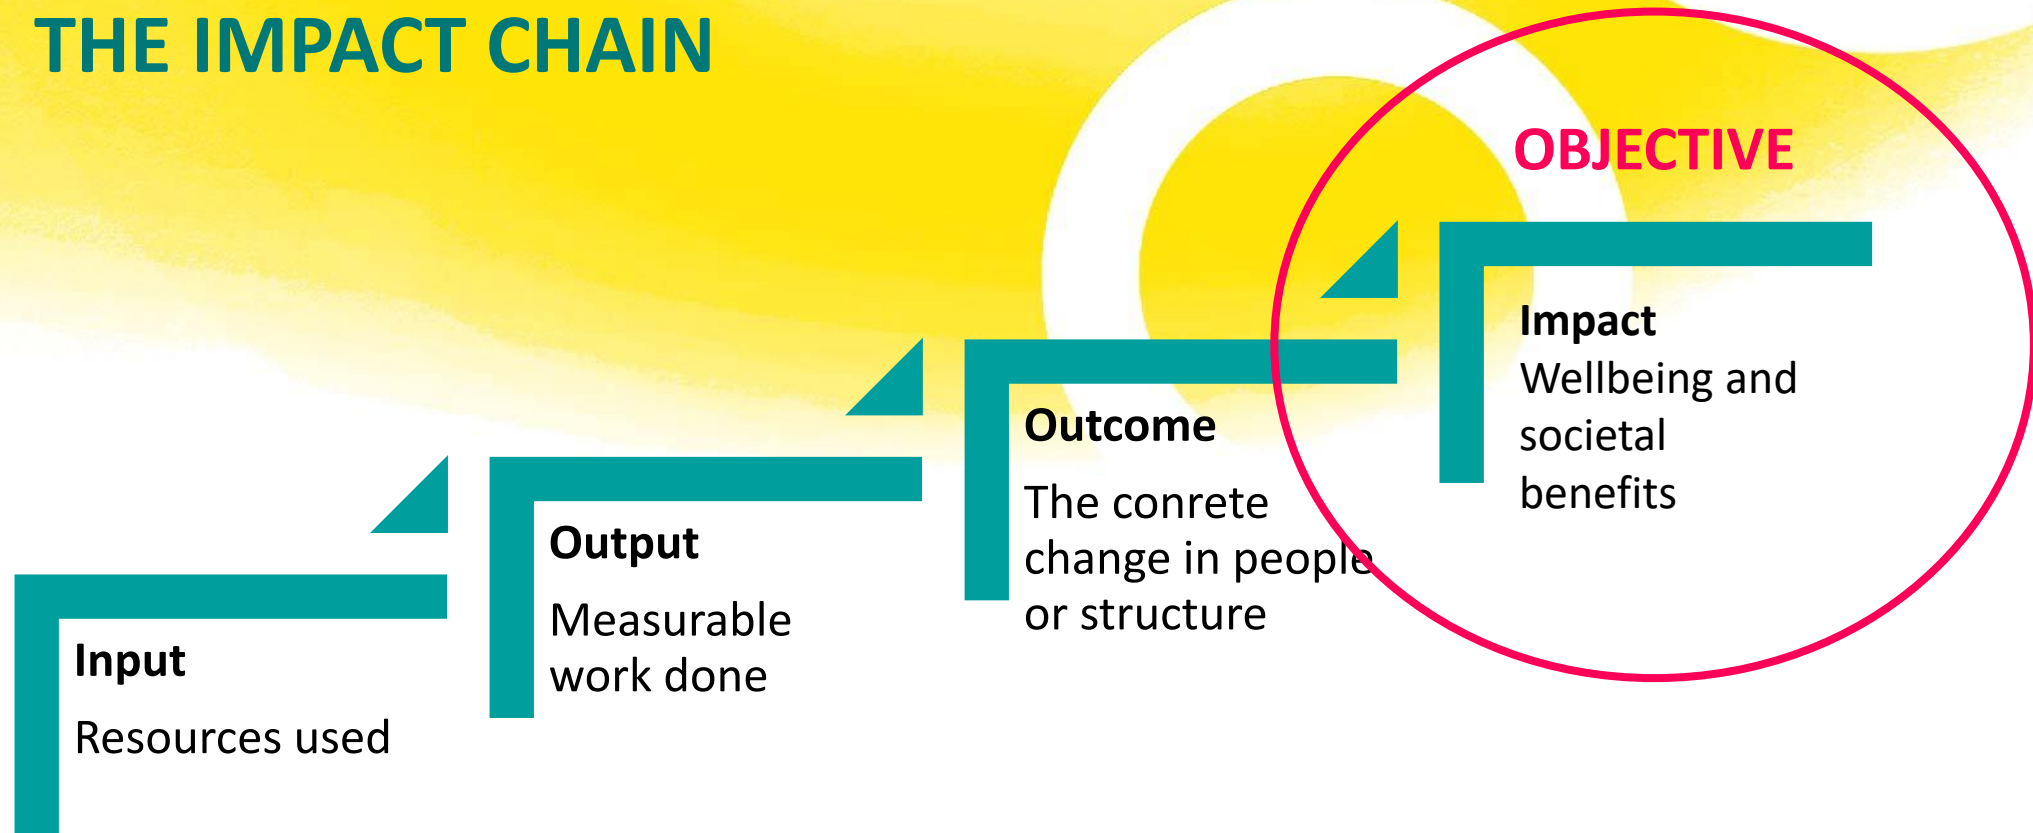 THE IMPACT CHAIN
OBJECTIVE
Impact
Wellbeing and
societal
benefits
Outcome
The conrete
change in people
or structure
Output
Measurable
work done
Input
Resources used